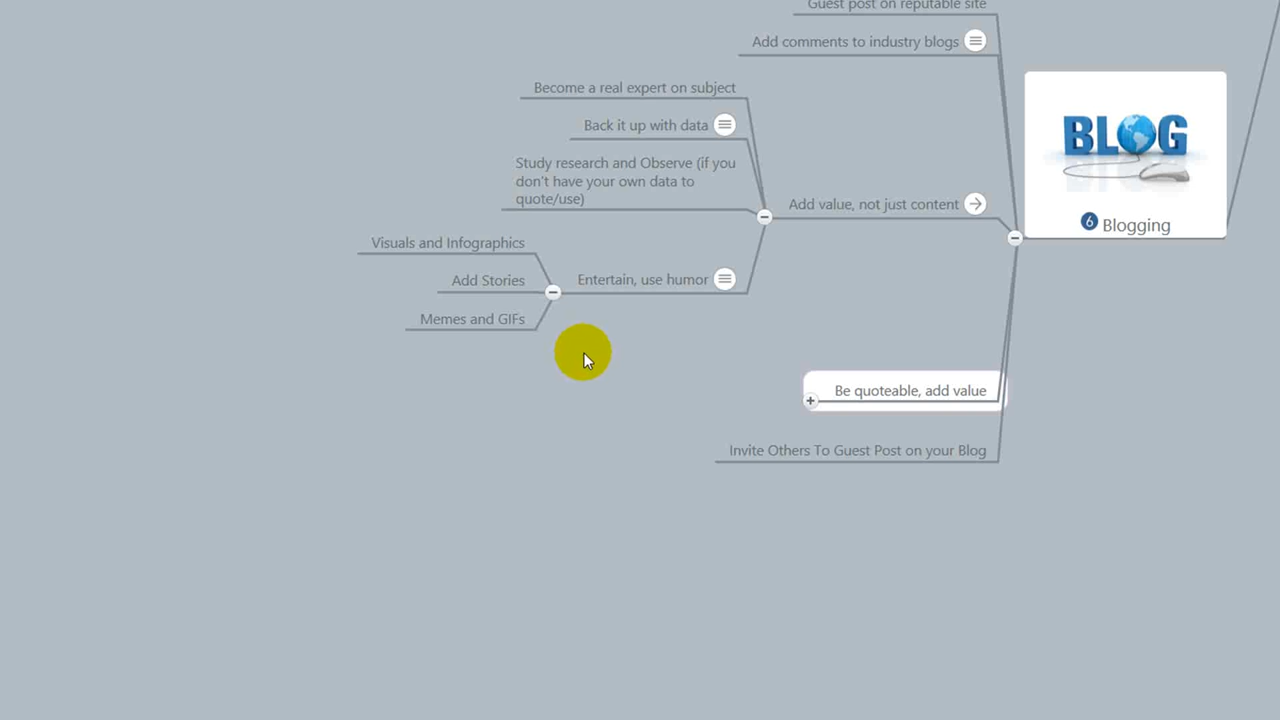 Guest post on reputable site
Add comments to industry blogs
Become a real expert on subject
Back it up with data
Study research and Observe (if you
don't have your own data to
quote/use)
Add value, not just content
Visuals and Infographics
Add Stories
Memes and GIFs
Entertain, use humor
Be quoteable, add value
Invite Others To Guest Post on your Blog
BLOG
6 Blogging